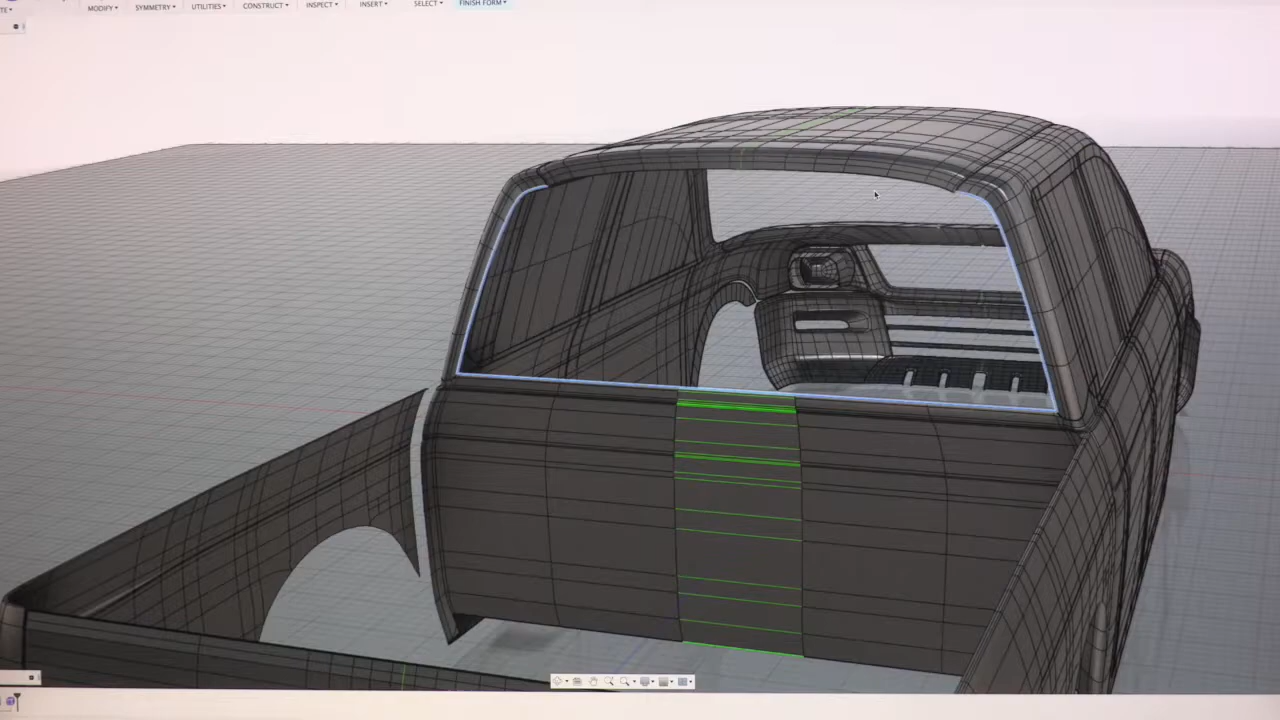 MODIFY▾ SYMMETRY▾ UTILITIES▾ CONSTRUCT▾ INSPECT▾ INSERT▾ SELECT▾ FINISH FORM▾